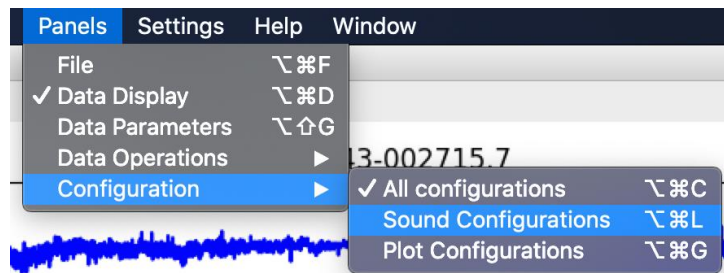 Panels Settings Help Window
File ⌥⌘F
✓ Data Display ⌥⌘D
Data Parameters ⌥⇧G
Data Operations ▶
43-002715.7
Configuration ▶
✓ All configurations ⌥⌘C
Sound Configurations ⌥⌘L
Plot Configurations ⌥⌘G